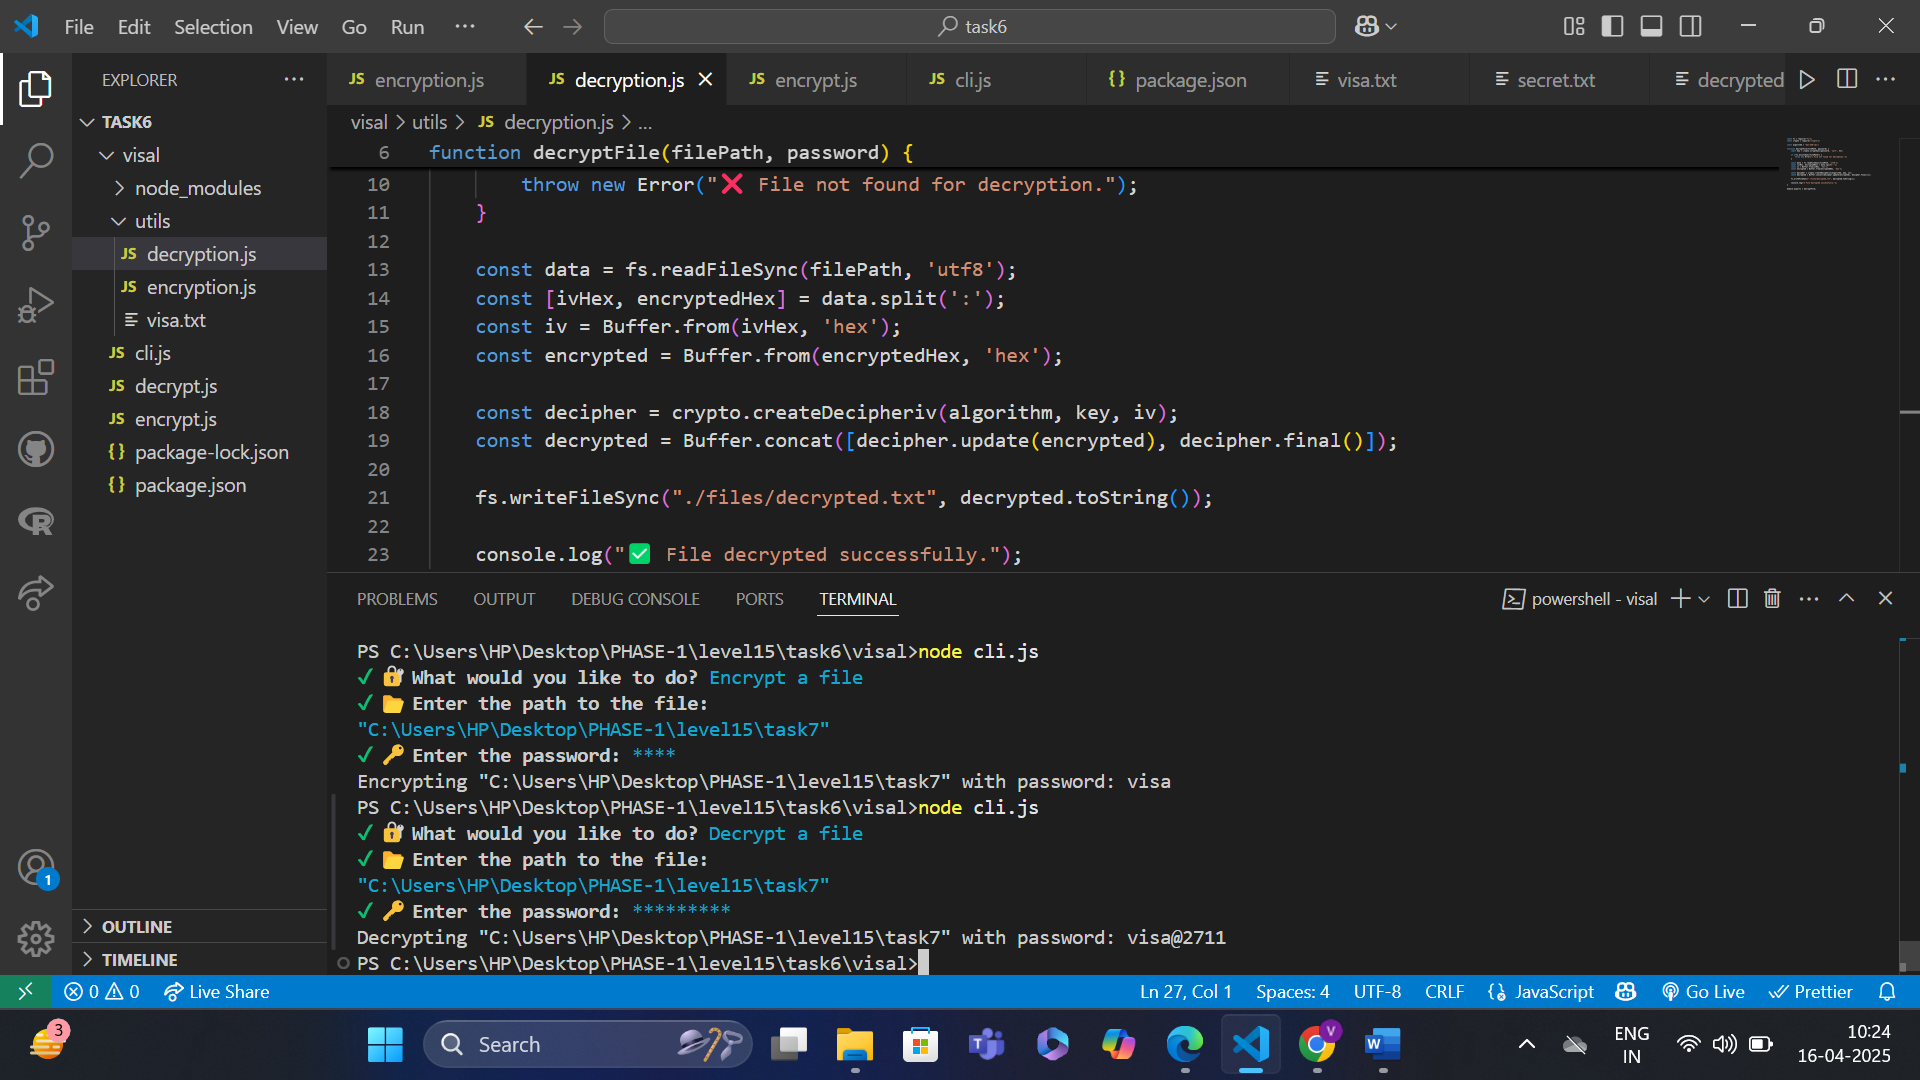 File Edit Selection View Go Run ... task6
EXPLORER ...
TASK6
visal
node_modules
utils
JS decryption.js
JS encryption.js
visa.txt
JS cli.js
JS decrypt.js
JS encrypt.js
{} package-lock.json
{} package.json
OUTLINE
TIMELINE
JS encryption.js JS decryption.js JS encrypt.js JS cli.js {} package.json visa.txt secret.txt decrypted
visal > utils > JS decryption.js > ...
6 function decryptFile(filePath, password) {
10 throw new Error("❌ File not found for decryption.");
11 }
12
13 const data = fs.readFileSync(filePath, 'utf8');
14 const [ivHex, encryptedHex] = data.split(':');
15 const iv = Buffer.from(ivHex, 'hex');
16 const encrypted = Buffer.from(encryptedHex, 'hex');
17
18 const decipher = crypto.createDecipheriv(algorithm, key, iv);
19 const decrypted = Buffer.concat([decipher.update(encrypted), decipher.final()]);
20
21 fs.writeFileSync("./files/decrypted.txt", decrypted.toString());
22
23 console.log("✅ File decrypted successfully.");
PROBLEMS OUTPUT DEBUG CONSOLE PORTS TERMINAL powershell - visal
PS C:\Users\HP\Desktop\PHASE-1\level15\task6\visal>node cli.js
✓ 🔐 What would you like to do? Encrypt a file
✓ 📂 Enter the path to the file:
"C:\Users\HP\Desktop\PHASE-1\level15\task7"
✓ 🔑 Enter the password: ****
Encrypting "C:\Users\HP\Desktop\PHASE-1\level15\task7" with password: visa
PS C:\Users\HP\Desktop\PHASE-1\level15\task6\visal>node cli.js
✓ 🔐 What would you like to do? Decrypt a file
✓ 📂 Enter the path to the file:
"C:\Users\HP\Desktop\PHASE-1\level15\task7"
✓ 🔑 Enter the password: *********
Decrypting "C:\Users\HP\Desktop\PHASE-1\level15\task7" with password: visa@2711
PS C:\Users\HP\Desktop\PHASE-1\level15\task6\visal>
1
0 0 Live Share Ln 27, Col 1 Spaces: 4 UTF-8 CRLF {} JavaScript Go Live Prettier
3 Search V ENG IN 10:24 16-04-2025